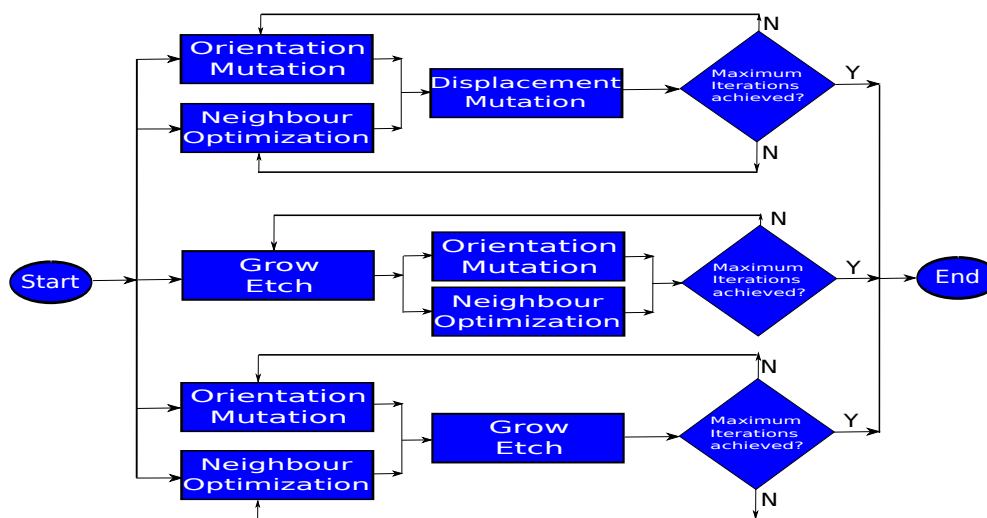 N
Orientation
Mutation
Displacement
Mutation
Maximum
Iterations
achieved?
Y
Neighbour
Optimization
N
Start
N
Grow
Etch
Orientation
Mutation
Neighbour
Optimization
Maximum
Iterations
achieved?
Y
End
N
Orientation
Mutation
Grow
Etch
Maximum
Iterations
achieved?
Y
Neighbour
Optimization
N